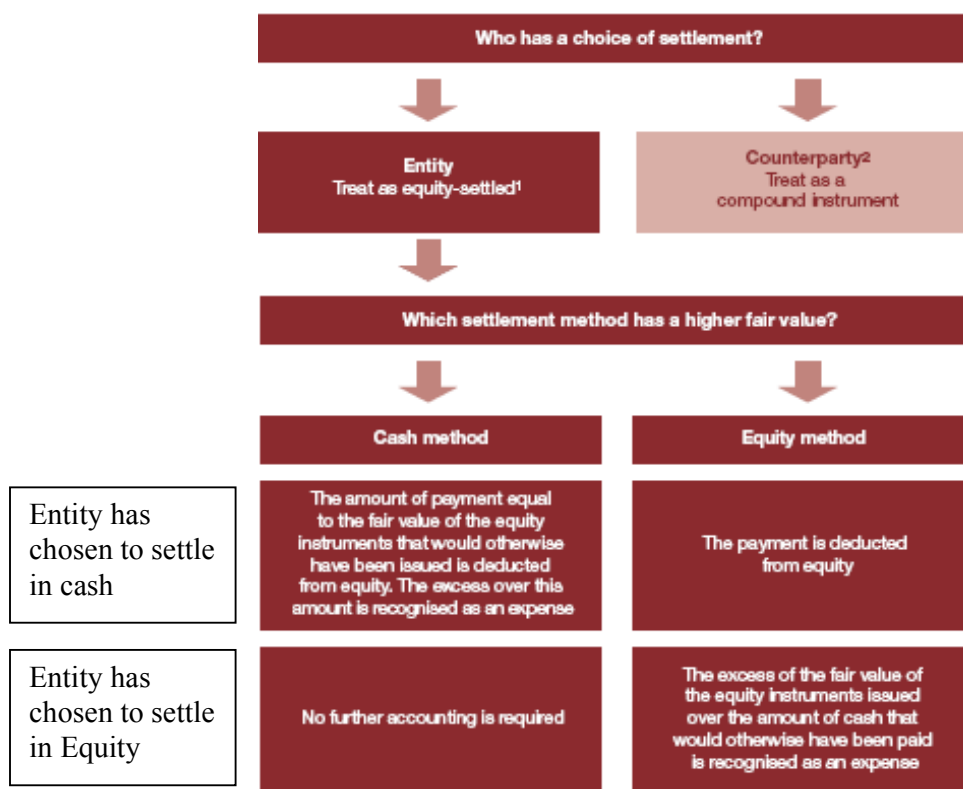 Who has a choice of settlement?
Entity
Treat as equity-settled¹
Counterparty²
Treat as a
compound instrument
Which settlement method has a higher fair value?
Cash method
Equity method
Entity has
chosen to settle
in cash
The amount of payment equal
to the fair value of the equity
instruments that would otherwise
have been issued is deducted
from equity. The excess over this
amount is recognised as an expense
The payment is deducted
from equity
Entity has
chosen to settle
in Equity
No further accounting is required
The excess of the fair value of
the equity instruments issued
over the amount of cash that
would otherwise have been paid
is recognised as an expense